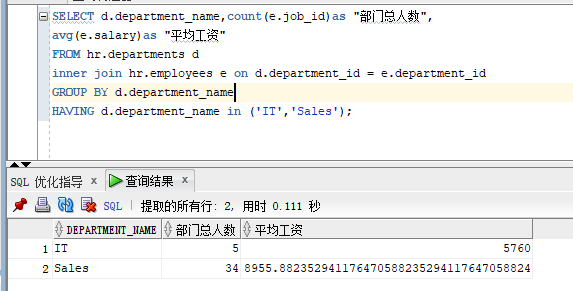 SELECT d.department_name,count(e.job_id)as "部门总人数",
avg(e.salary)as "平均工资"
FROM hr.departments d
inner join hr.employees e on d.department_id = e.department_id
GROUP BY d.department_name
HAVING d.department_name in ('IT','Sales');
SQL 优化指导 x 查询结果 x
SQL | 提取的所有行: 2, 用时 0.111 秒
DEPARTMENT_NAME 部门总人数 平均工资
1 IT 5 5760
2 Sales 34 8955.88235294117647058823529411764705882